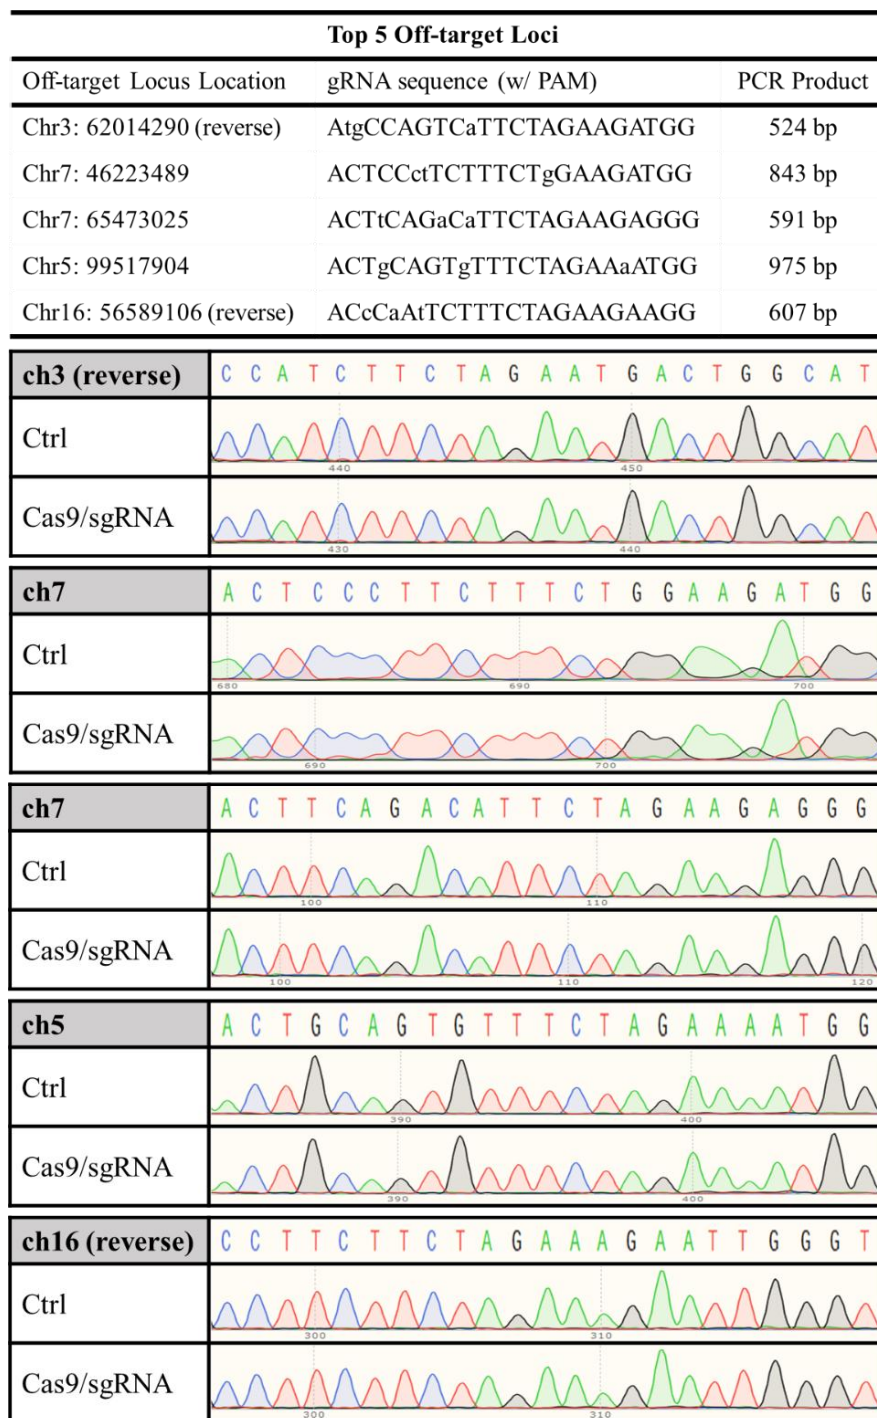 Top 5 Off-target Loci
Off-target Locus Location gRNA sequence (w/ PAM) PCR Product
Chr3: 62014290 (reverse) AtgCCAGTCaTTCTAGAAGATGG 524 bp
Chr7: 46223489 ACTCCctTCTTTCTgGAAGATGG 843 bp
Chr7: 65473025 ACTtCAGaCaTTCTAGAAGAGGG 591 bp
Chr5: 99517904 ACTgCAGTgTTTCTAGAAaATGG 975 bp
Chr16: 56589106 (reverse) ACcCaAtTCTTTCTAGAAGAAGG 607 bp
ch3 (reverse) C C A T C T T C T A G A A T G A C T G G C A T
Ctrl
440 450
Cas9/sgRNA
430 440
ch7 A C T C C C T T C T T T C T G G A A G A T G G
Ctrl
680 690 700
Cas9/sgRNA
690 700
ch7 A C T T C A G A C A T T C T A G A A G A G G G
Ctrl
100 110
Cas9/sgRNA
100 110 120
ch5 A C T G C A G T G T T T C T A G A A A A T G G
Ctrl
390 400
Cas9/sgRNA
390 400
ch16 (reverse) C C T T C T T C T A G A A A G A A T T G G G T
Ctrl
300 310
Cas9/sgRNA
300 310